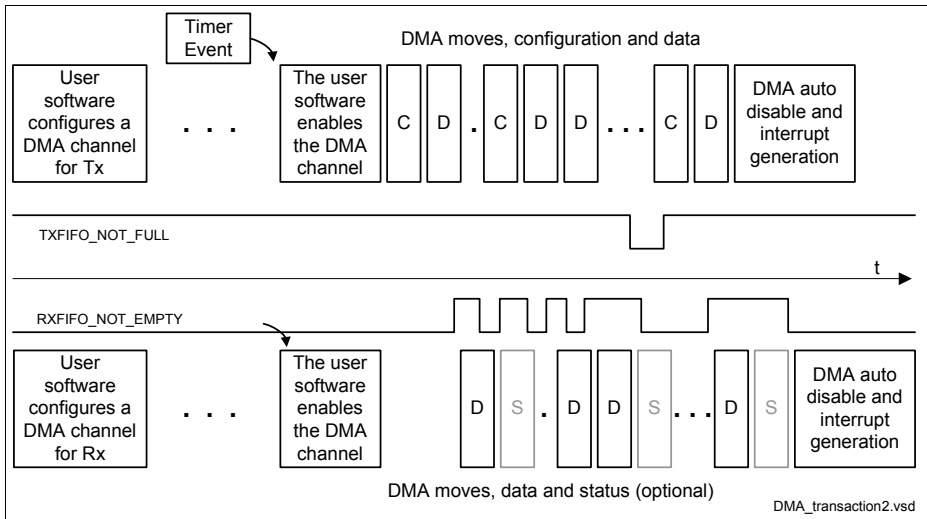 Timer
Event
DMA moves, configuration and data
User
software
configures a
DMA channel
for Tx
. . .
The user
software
enables
the DMA
channel
C D . C D D . . . C D
DMA auto
disable and
interrupt
generation
TXFIFO_NOT_FULL
t
RXFIFO_NOT_EMPTY
User
software
configures a
DMA channel
for Rx
. . .
The user
software
enables
the DMA
channel
D S . D D S . . . D S
DMA auto
disable and
interrupt
generation
DMA moves, data and status (optional)
DMA_transaction2.vsd